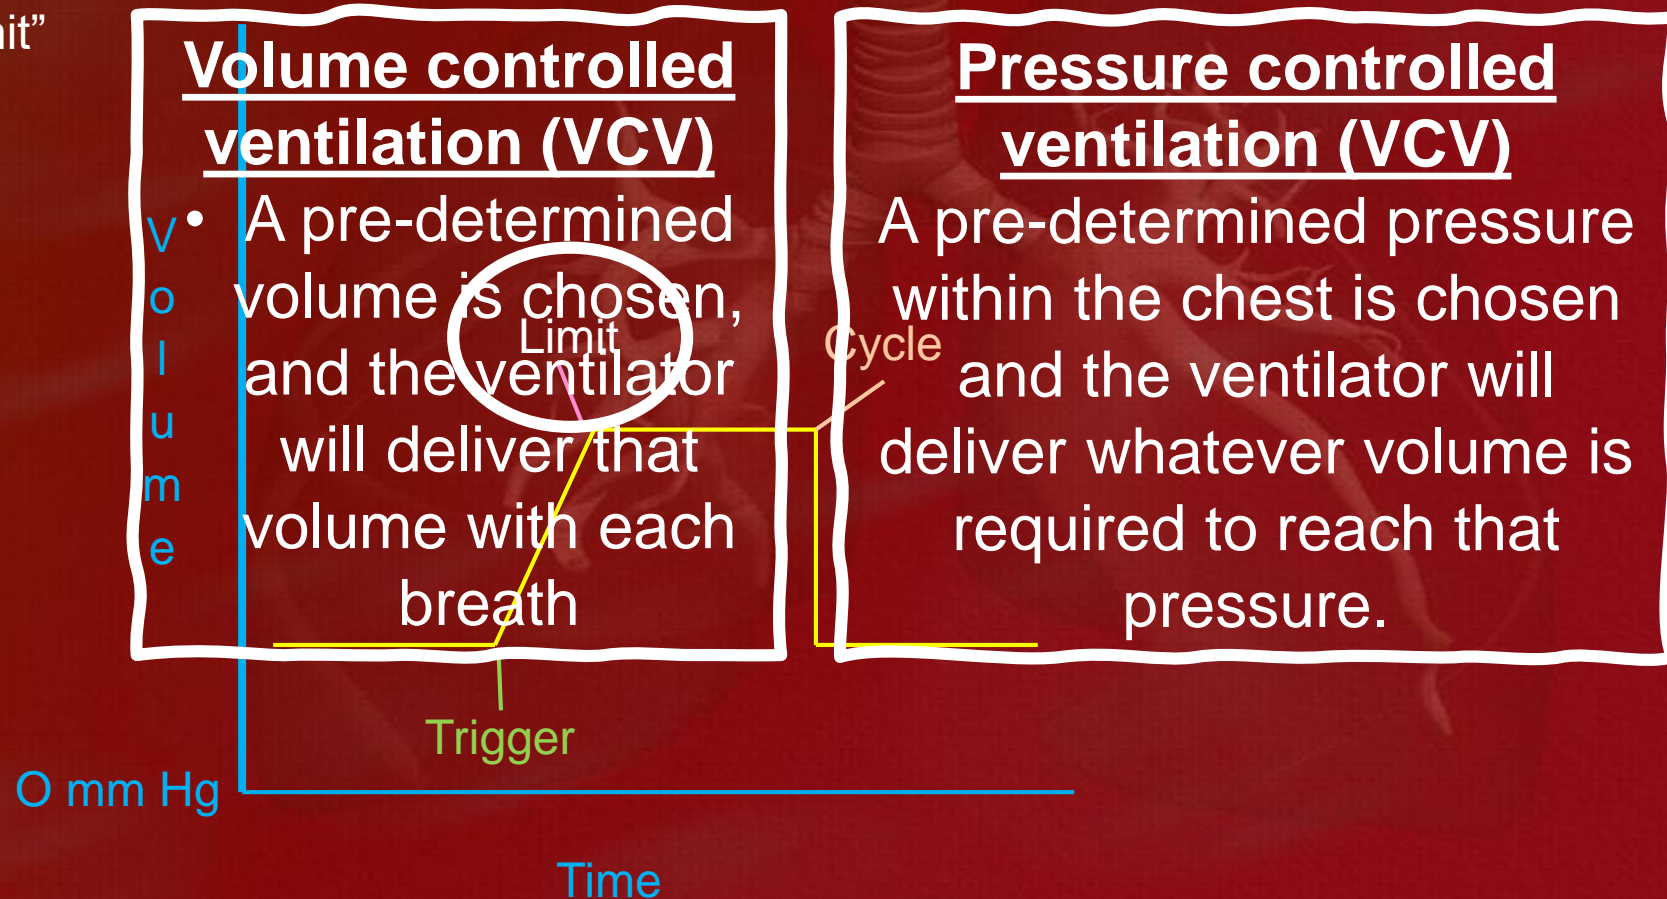 it”
Volume controlled
ventilation (VCV)
• A pre-determined
volume is chosen,
and the ventilator
will deliver that
volume with each
breath
Pressure controlled
ventilation (VCV)
A pre-determined pressure
within the chest is chosen
and the ventilator will
deliver whatever volume is
required to reach that
pressure.
Volume
Limit
Cycle
Trigger
O mm Hg
Time